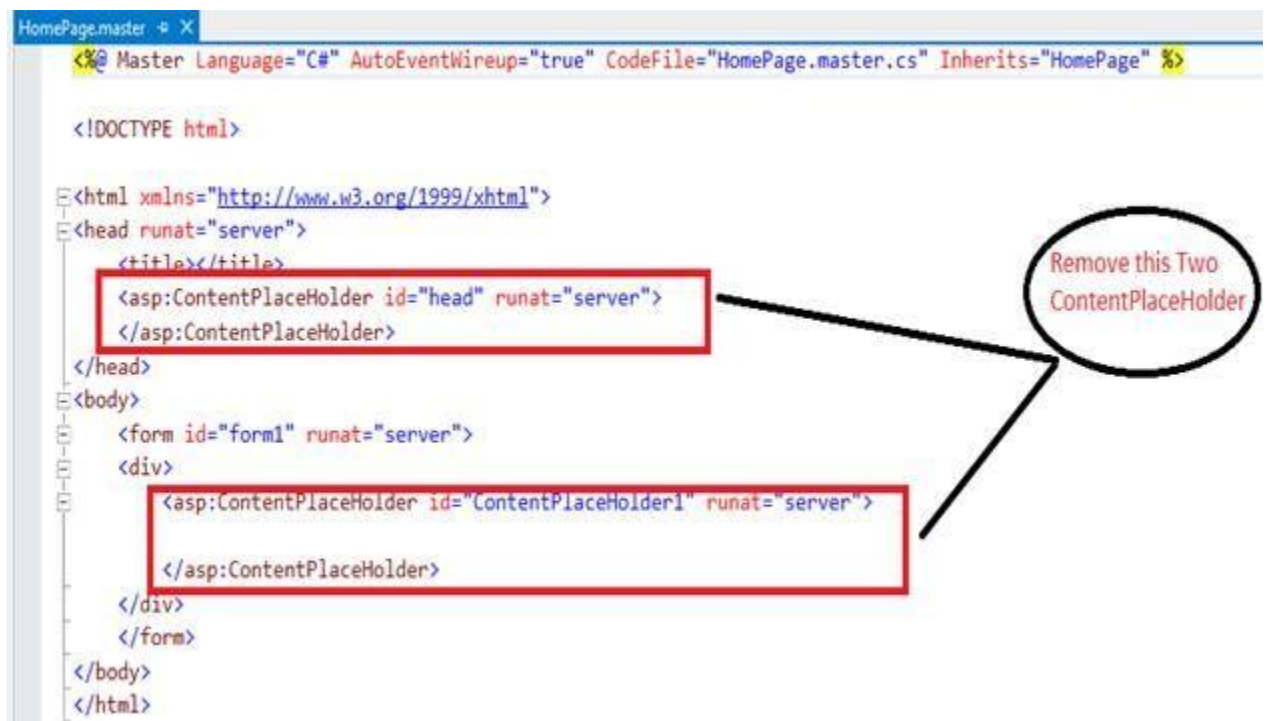 HomePage.master
<%@ Master Language="C#" AutoEventWireup="true" CodeFile="HomePage.master.cs" Inherits="HomePage" %>
<!DOCTYPE html>
<html xmlns="http://www.w3.org/1999/xhtml">
<head runat="server">
<title></title>
<asp:ContentPlaceHolder id="head" runat="server">
</asp:ContentPlaceHolder>
</head>
<body>
<form id="form1" runat="server">
<div>
<asp:ContentPlaceHolder id="ContentPlaceHolder1" runat="server">
</asp:ContentPlaceHolder>
</div>
</form>
</body>
</html>
Remove this Two
ContentPlaceHolder